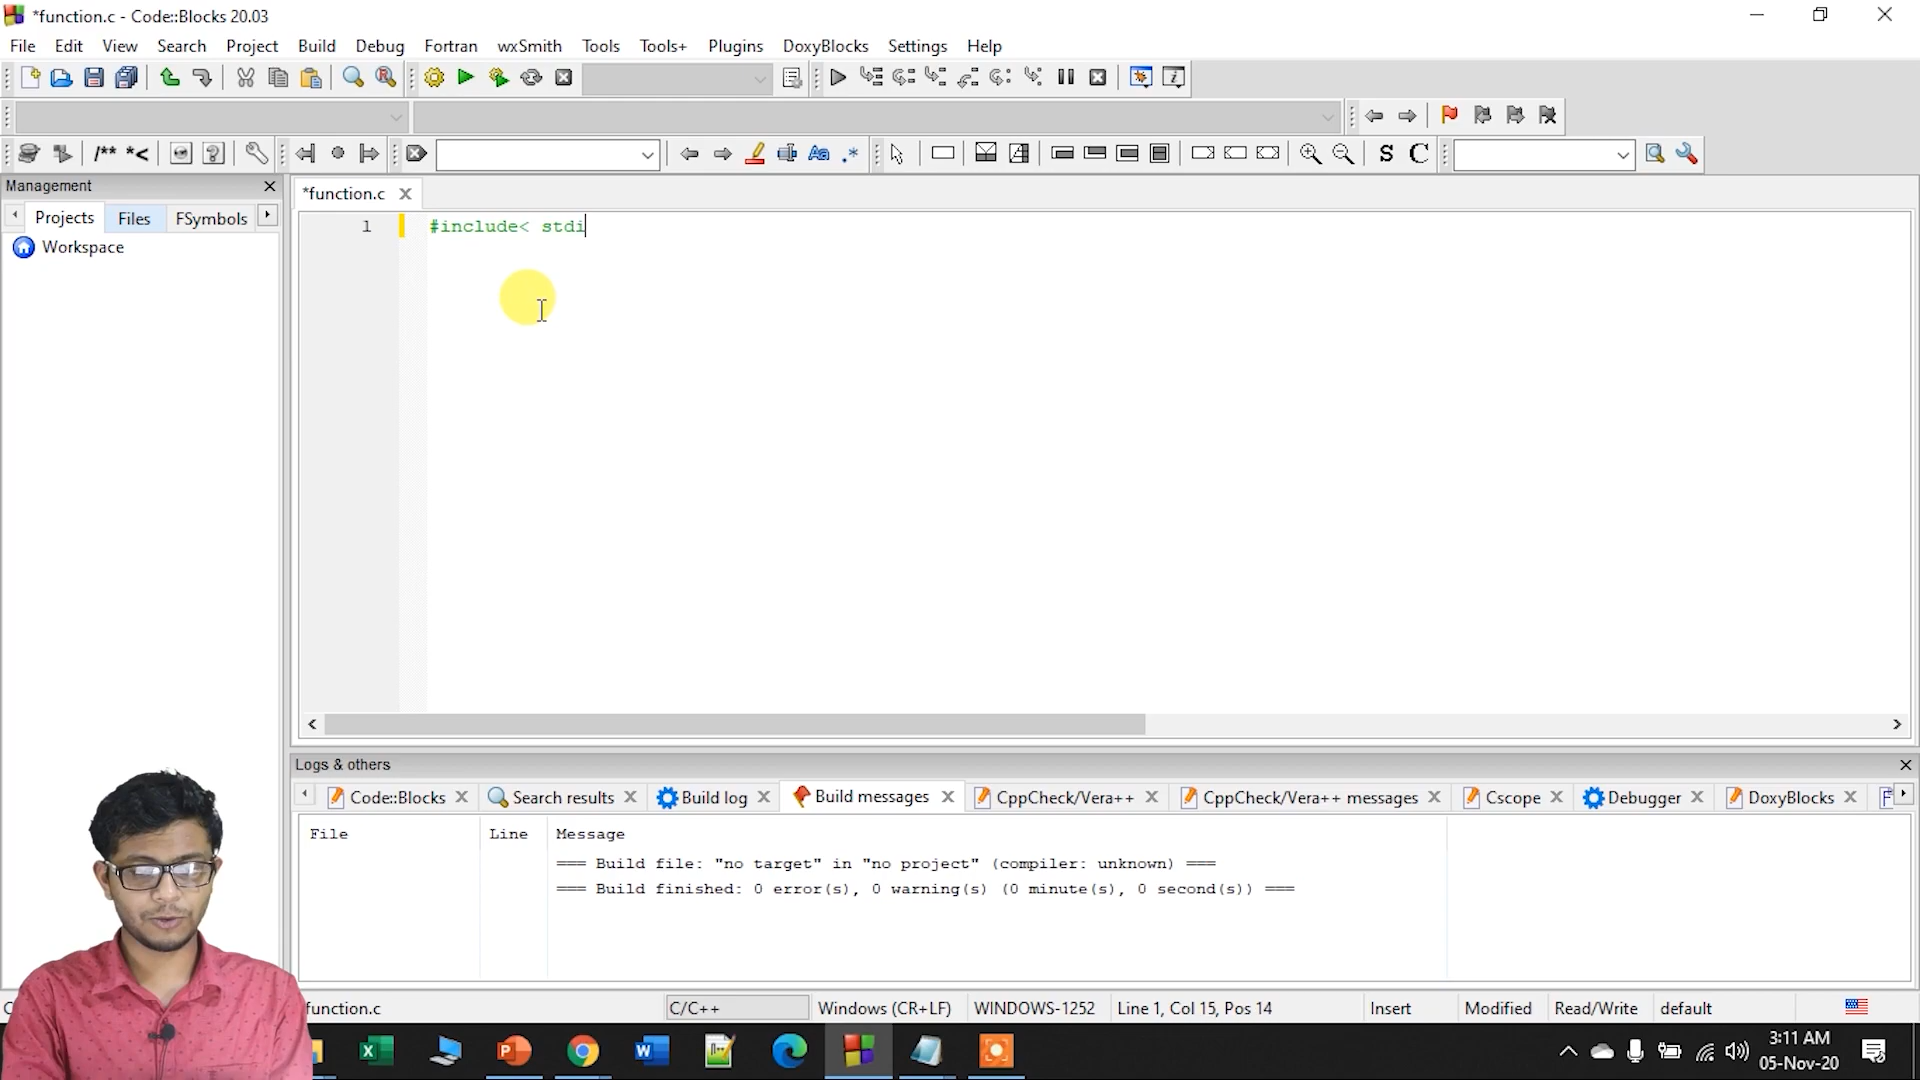 *function.c - Code::Blocks 20.03
File Edit View Search Project Build Debug Fortran wxSmith Tools Tools+ Plugins DoxyBlocks Settings Help
/** *<
Aa .* S C
Management
*function.c
Projects Files FSymbols
Workspace
1 #include< stdi
Logs & others
Code::Blocks Search results Build log Build messages CppCheck/Vera++ CppCheck/Vera++ messages Cscope Debugger DoxyBlocks F
File Line Message
=== Build file: "no target" in "no project" (compiler: unknown) ===
=== Build finished: 0 error(s), 0 warning(s) (0 minute(s), 0 second(s)) ===
function.c C/C++ Windows (CR+LF) WINDOWS-1252 Line 1, Col 15, Pos 14 Insert Modified Read/Write default
3:11 AM
05-Nov-20